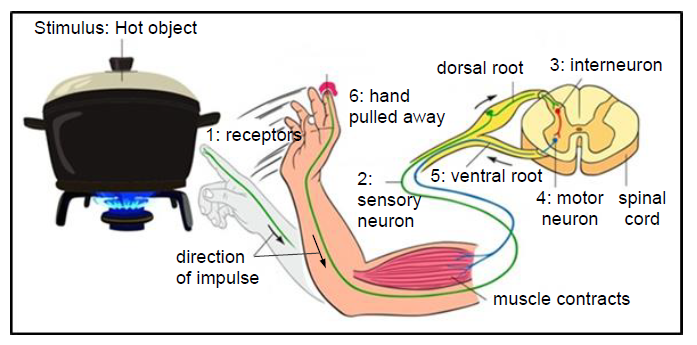 Stimulus: Hot object
1: receptors
6: hand
pulled away
dorsal root
3: interneuron
2:
sensory
neuron
5: ventral root
4: motor
neuron
spinal
cord
direction
of impulse
muscle contracts